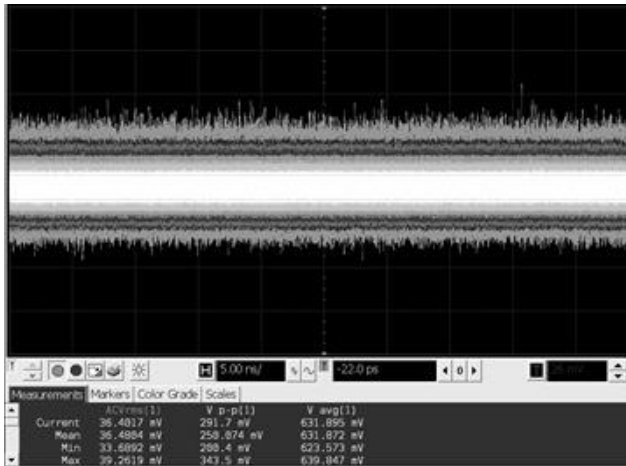 H 5.00 ns/ -22.0 ps 0 T
Measurements Markers Color Grade Scales
ACVrms(1) V p-p(1) V avg(1)
Current 36.4017 mV 291.7 mV 631.895 mV
Mean 36.4884 mV 258.874 mV 631.872 mV
Min 33.6892 mV 208.4 mV 623.573 mV
Max 39.2619 mV 343.5 mV 639.847 mV